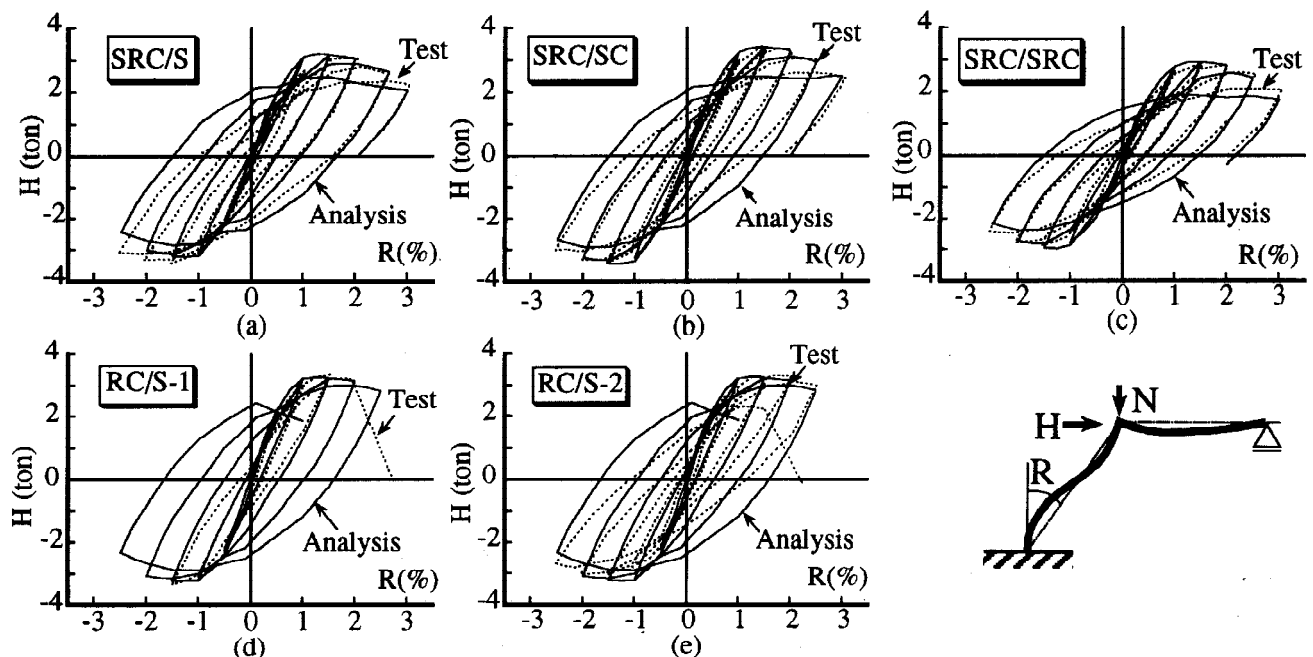 4
2
0
-2
-4
H (ton)
SRC/S
Test
Analysis
R(%)
-3 -2 -1 0 1 2 3
(a)
4
2
0
-2
-4
H (ton)
SRC/SC
Test
Analysis
R(%)
-3 -2 -1 0 1 2 3
(b)
4
2
0
-2
-4
H (ton)
SRC/SRC
Test
Analysis
R(%)
-3 -2 -1 0 1 2 3
(c)
4
2
0
-2
-4
H (ton)
RC/S-1
Test
Analysis
R(%)
-3 -2 -1 0 1 2 3
(d)
4
2
0
-2
-4
H (ton)
RC/S-2
Test
Analysis
R(%)
-3 -2 -1 0 1 2 3
(e)
N
H
R